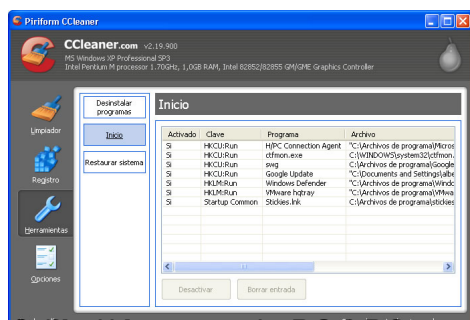 Piriform CCleaner
CCleaner.com v2.19.900
MS Windows XP Professional SP3
Intel Pentium M processor 1.70GHz, 1,0GB RAM, Intel 82852/82855 GM/GME Graphics Controller
Limpiador
Registro
Herramientas
Opciones
Desinstalar
programas
Inicio
Restaurar sistema
Inicio
Activado Clave Programa Archivo
Si HKCU:Run H/PC Connection Agent "C:\Archivos de programa\Micros
Si HKCU:Run ctfmon.exe C:\WINDOWS\system32\ctfmon.
Si HKCU:Run swg C:\Archivos de programa\Google
Si HKCU:Run Google Update "C:\Documents and Settings\albe
Si HKLM:Run Windows Defender "C:\Archivos de programa\Windo
Si HKLM:Run VMware hqtray "C:\Archivos de programa\VMwa
Si Startup Common Stickies.lnk C:\Archivos de programa\stickies
Desactivar Borrar entrada